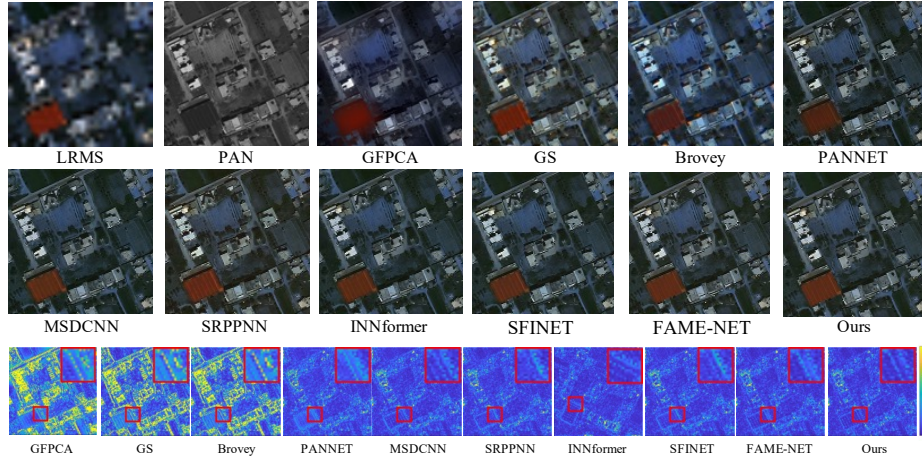 LRMS PAN GFPCA GS Brovey PANNET
MSDCNN SRPPNN INNformer SFINET FAME-NET Ours
GFPCA GS Brovey PANNET MSDCNN SRPPNN INNformer SFINET FAME-NET Ours